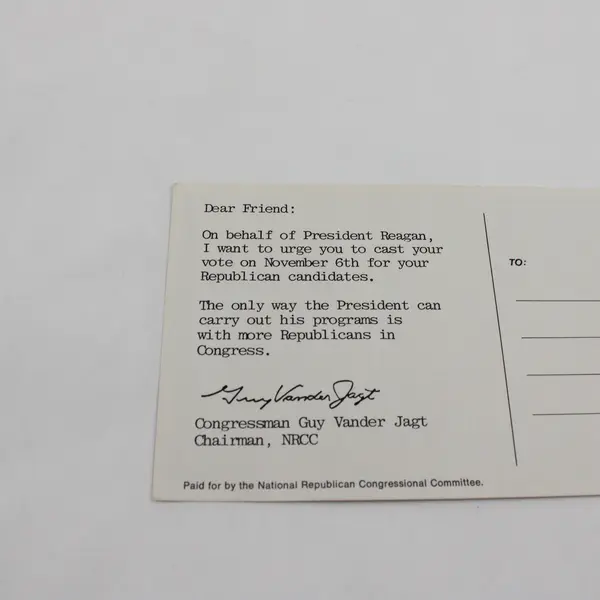 Dear Friend:
On behalf of President Reagan,
I want to urge you to cast your
vote on November 6th for your
Republican candidates.
The only way the President can
carry out his programs is
with more Republicans in
Congress.
Guy Vander Jagt
Congressman Guy Vander Jagt
Chairman, NRCC
Paid for by the National Republican Congressional Committee.
TO: